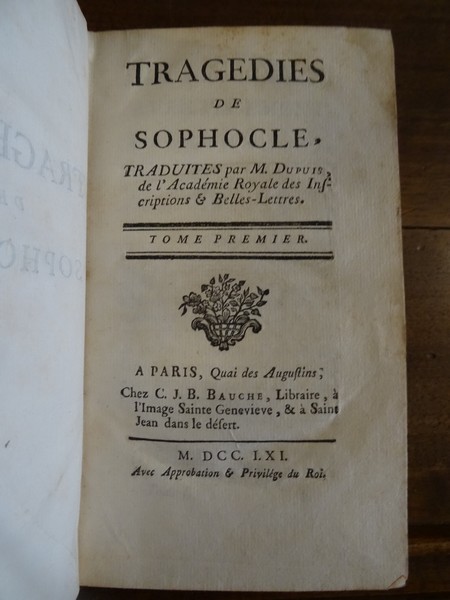 TRAGEDIES
DE
SOPHOCLE,
TRADUITES par M. DUPUIS,
de l'Académie Royale des Inſ-
criptions & Belles-Lettres.
TOME PREMIER.
A PARIS, Quai des Auguſtins;
Chez C. J. B. BAUCHE, Libraire, à
l'Image Sainte Genevieve, & à Saint
Jean dans le déſert.
M. DCC. LXI.
Avec Approbation & Privilége du Roi.